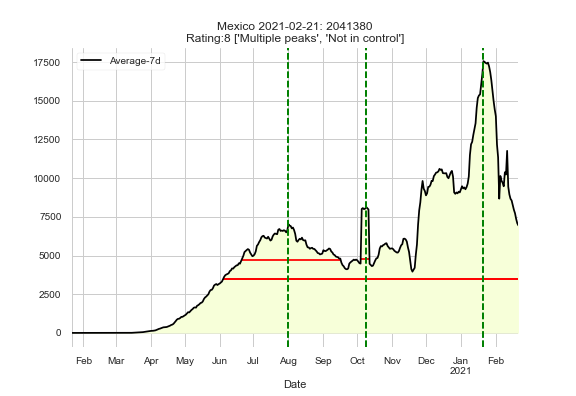 Mexico 2021-02-21: 2041380
Rating:8 ['Multiple peaks', 'Not in control']
Average-7d
17500
15000
12500
10000
7500
5000
2500
0
Feb Mar Apr May Jun Jul Aug Sep Oct Nov Dec Jan Feb
2021
Date